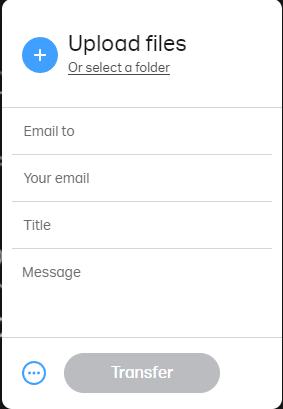 Upload files
Or select a folder
Email to
Your email
Title
Message
Transfer